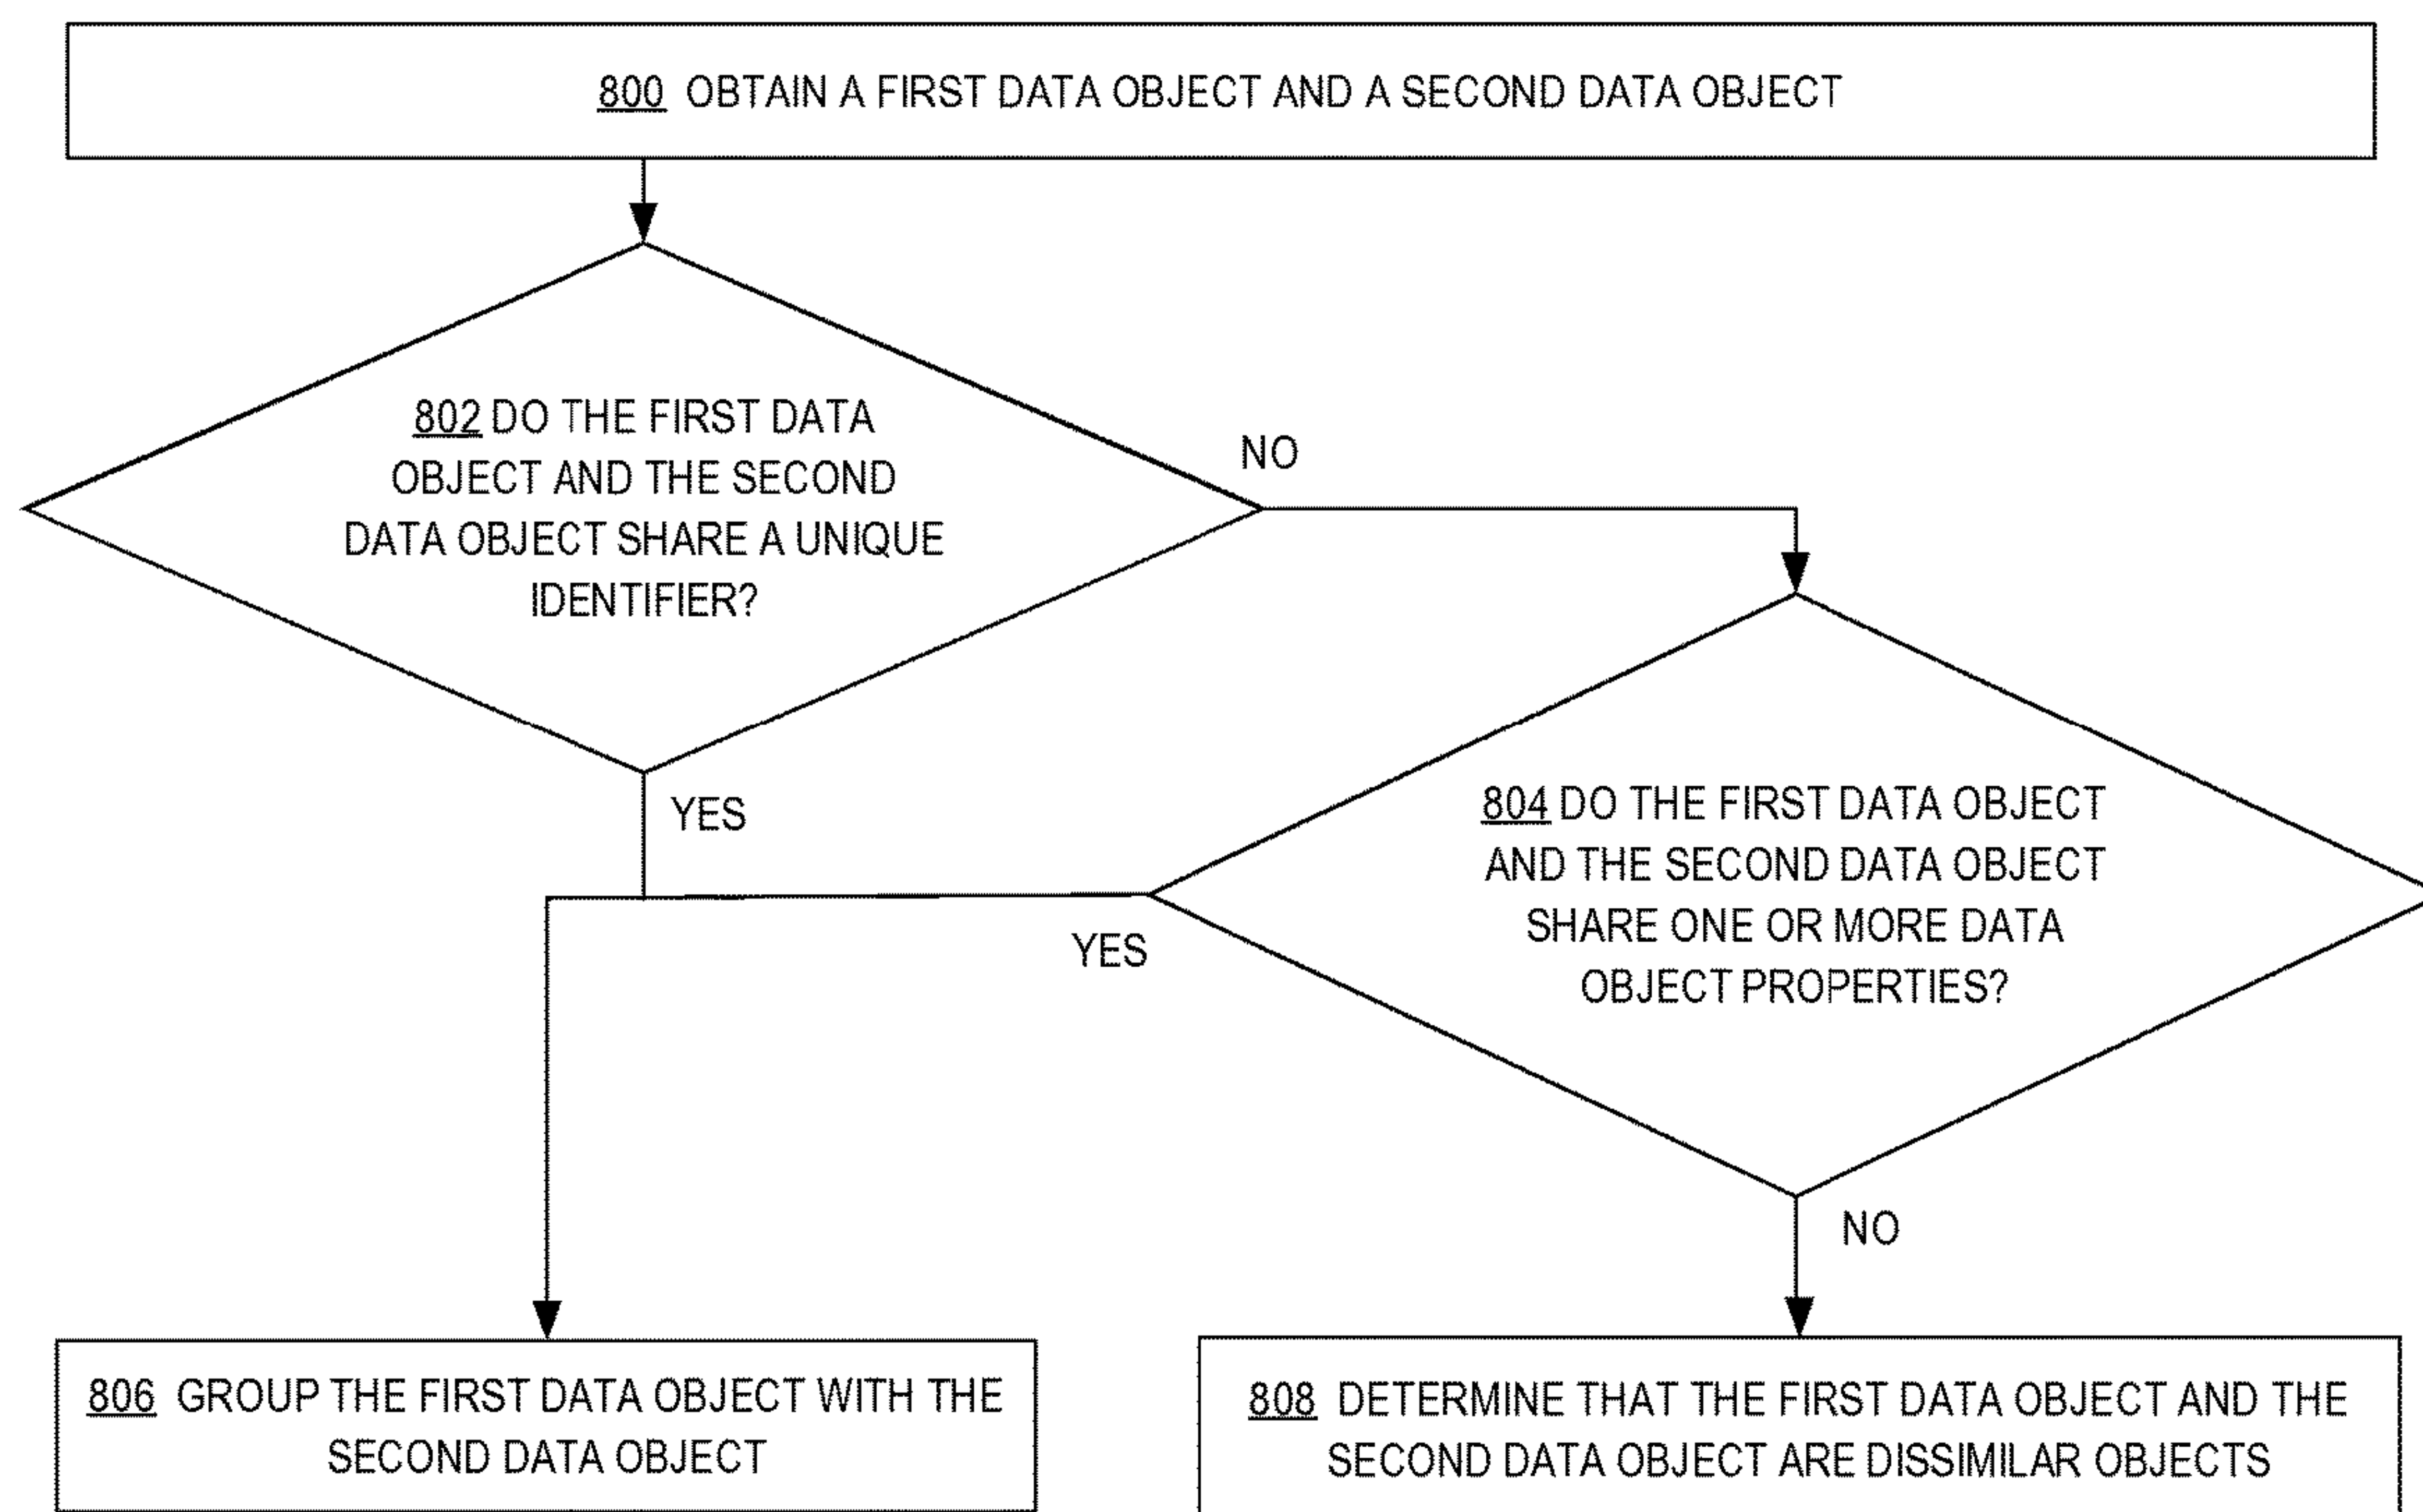 800 OBTAIN A FIRST DATA OBJECT AND A SECOND DATA OBJECT
802 DO THE FIRST DATA
OBJECT AND THE SECOND
DATA OBJECT SHARE A UNIQUE
IDENTIFIER?
NO
YES
804 DO THE FIRST DATA OBJECT
AND THE SECOND DATA OBJECT
SHARE ONE OR MORE DATA
OBJECT PROPERTIES?
YES
NO
806 GROUP THE FIRST DATA OBJECT WITH THE
SECOND DATA OBJECT
808 DETERMINE THAT THE FIRST DATA OBJECT AND THE
SECOND DATA OBJECT ARE DISSIMILAR OBJECTS